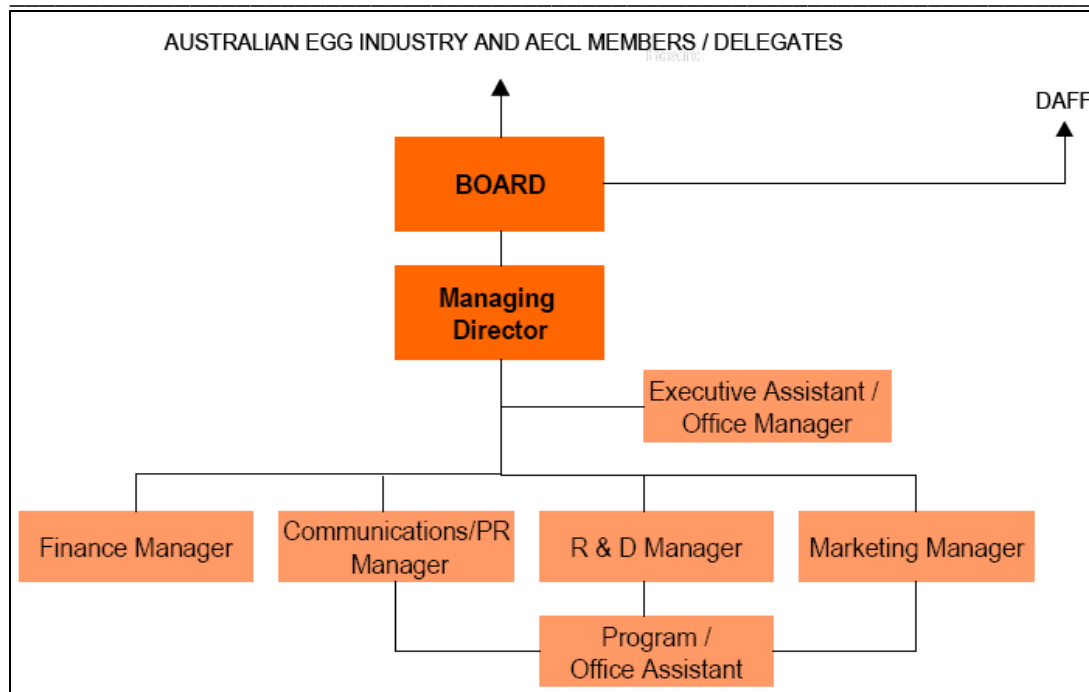 AUSTRALIAN EGG INDUSTRY AND AECL MEMBERS / DELEGATES
DAFF
BOARD
Managing
Director
Executive Assistant /
Office Manager
Finance Manager
Communications/PR
Manager
R & D Manager
Marketing Manager
Program /
Office Assistant